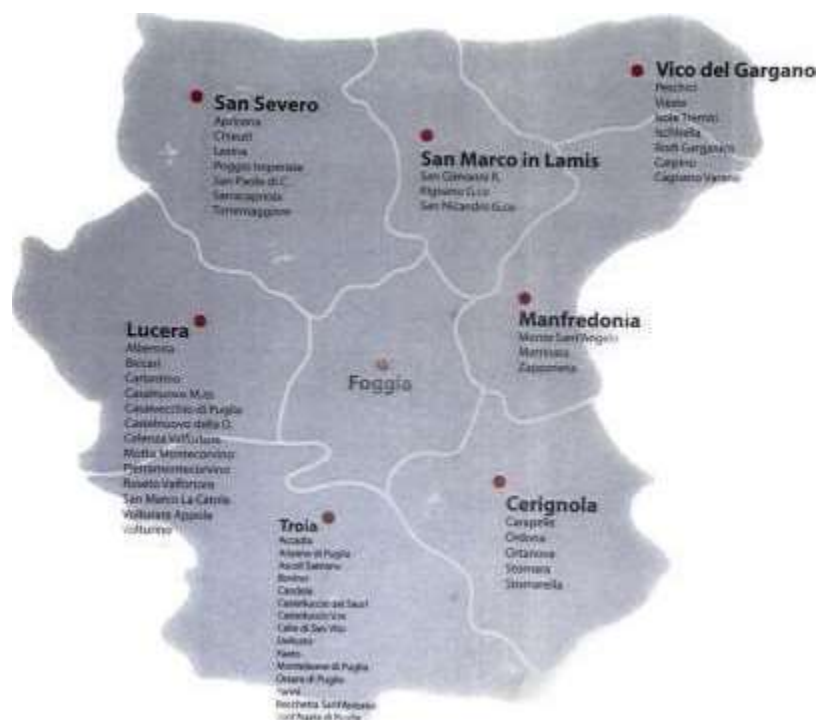 San Severo
Apricena
Chieuti
Lesina
Poggio Imperiale
San Paolo di C.
Serracapriola
Torremaggiore
San Marco in Lamis
San Giovanni R.
Rignano G.co
San Nicandro G.co
Vico del Gargano
Peschici
Vieste
Isole Tremiti
Ischitella
Rodi Garganico
Carpino
Cagnano Varano
Lucera
Alberona
Biccari
Carlantino
Casalnuovo M.ro
Casalvecchio di Puglia
Castelnuovo della D.
Celenza Valfortore
Motta Montecorvino
Pietramontecorvino
Roseto Valfortore
San Marco La Catola
Volturara Appula
Volturino
Foggia
Manfredonia
Monte Sant'Angelo
Mattinata
Zapponeta
Troia
Accadia
Anzano di Puglia
Ascoli Satriano
Bovino
Candela
Castelluccio dei Sauri
Castelluccio V.re
Celle di San Vito
Deliceto
Faeto
Monteleone di Puglia
Orsara di Puglia
Panni
Rocchetta Sant'Antonio
Sant'Agata di Puglia
Cerignola
Carapelle
Ordona
Ortanova
Stornara
Stornarella